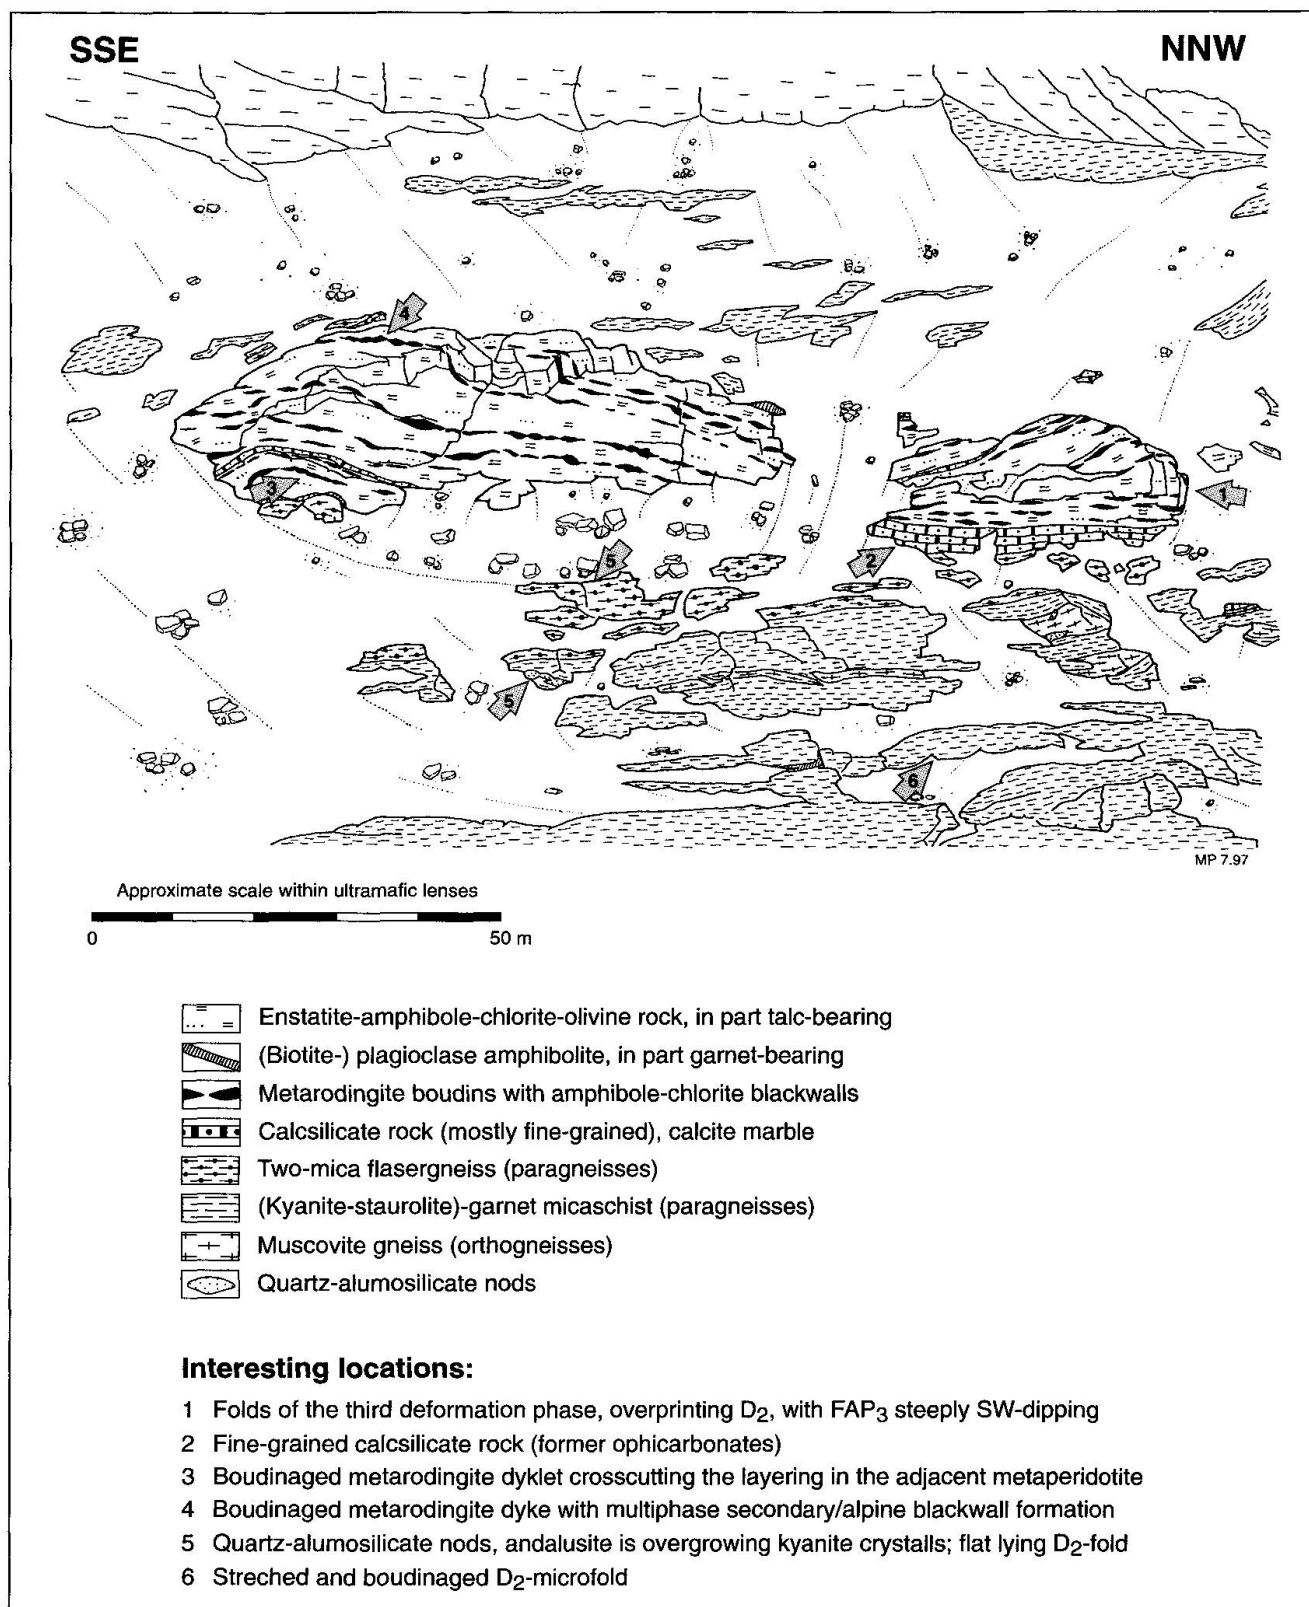 SSE
NNW
4
3
1
2
5
5
6
MP 7.97
Approximate scale within ultramafic lenses
0
50 m
Enstatite-amphibole-chlorite-olivine rock, in part talc-bearing
(Biotite-) plagioclase amphibolite, in part garnet-bearing
Metarodingite boudins with amphibole-chlorite blackwalls
Calcsilicate rock (mostly fine-grained), calcite marble
Two-mica flasergneiss (paragneisses)
(Kyanite-staurolite)-garnet micaschist (paragneisses)
Muscovite gneiss (orthogneisses)
Quartz-alumosilicate nods
Interesting locations:
1 Folds of the third deformation phase, overprinting D2, with FAP3 steeply SW-dipping
2 Fine-grained calcsilicate rock (former ophicarbonates)
3 Boudinaged metarodingite dyklet crosscutting the layering in the adjacent metaperidotite
4 Boudinaged metarodingite dyke with multiphase secondary/alpine blackwall formation
5 Quartz-alumosilicate nods, andalusite is overgrowing kyanite crystalls; flat lying D2-fold
6 Streched and boudinaged D2-microfold